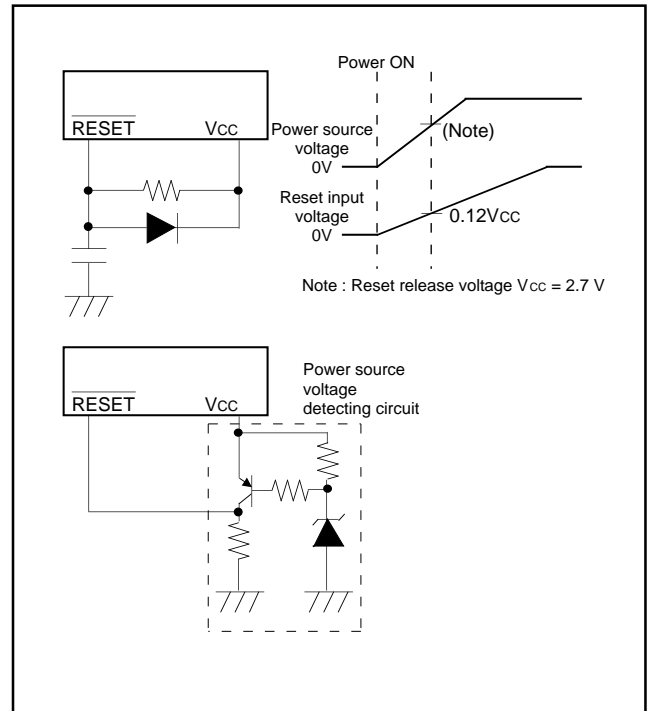 Power ON
RESET
Vcc
Power source
voltage
0V
(Note)
Reset input
voltage
0V
0.12Vcc
Note : Reset release voltage Vcc = 2.7 V
Power source
voltage
detecting circuit
RESET
Vcc